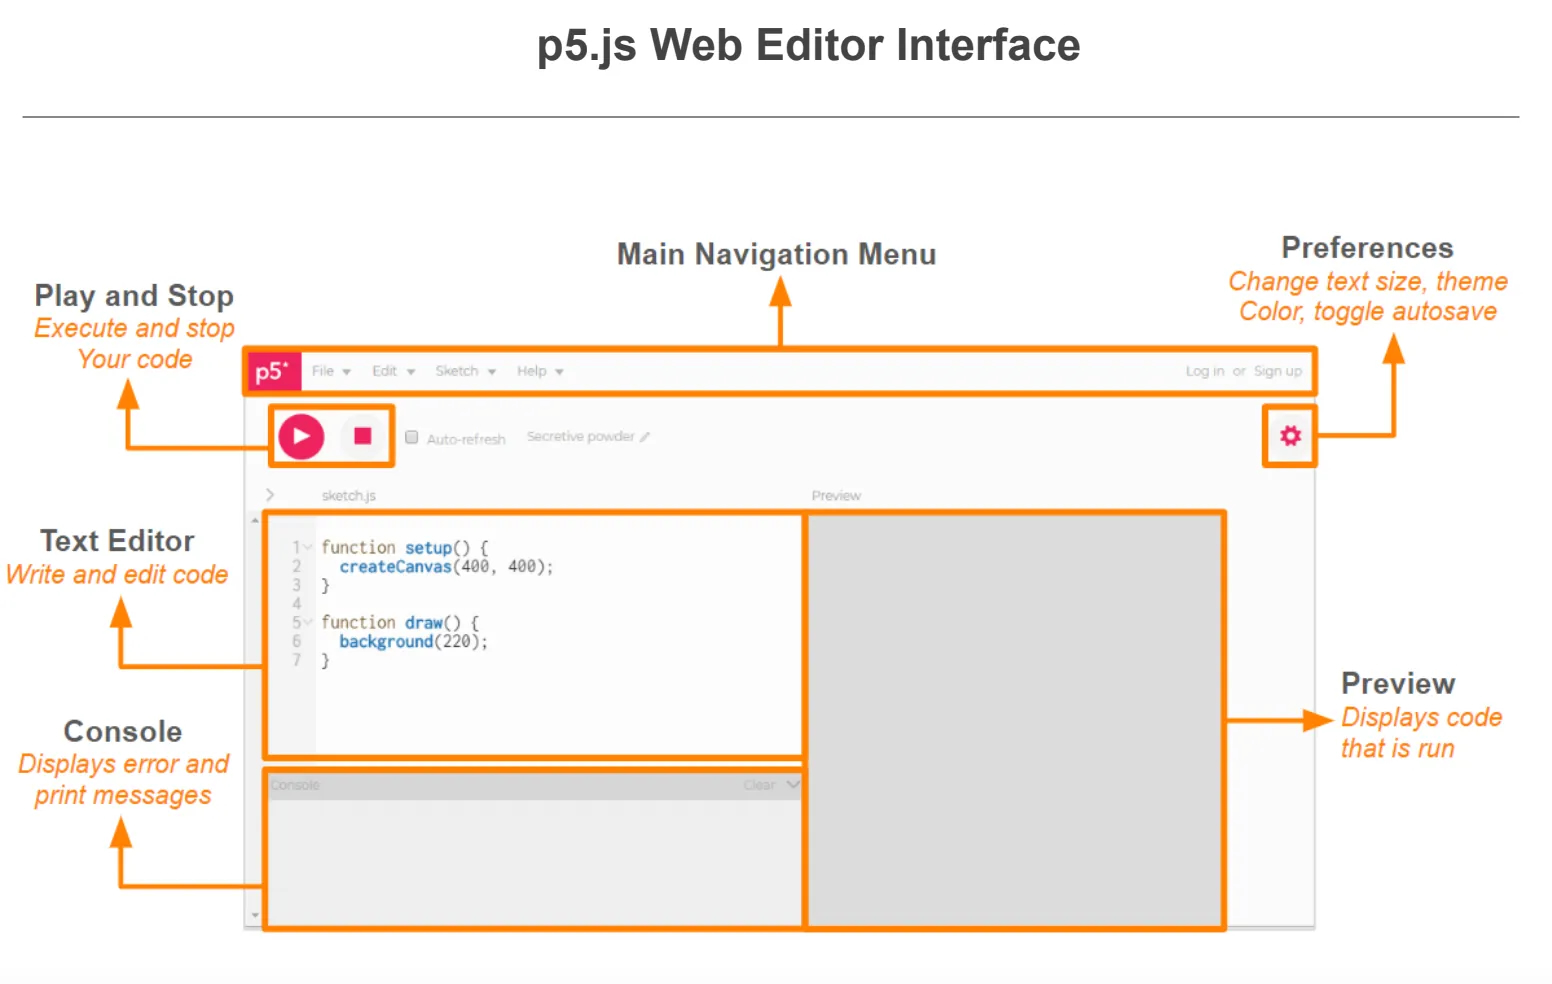 p5.js Web Editor Interface
Main Navigation Menu
Preferences
Change text size, theme
Color, toggle autosave
Play and Stop
Execute and stop
Your code
p5* File Edit Sketch Help Log in or Sign up
Auto-refresh Secretive powder
sketch.js Preview
Text Editor
Write and edit code
1 function setup() {
2 createCanvas(400, 400);
3 }
4
5 function draw() {
6 background(220);
7 }
Console
Displays error and
print messages
Console Clear
Preview
Displays code
that is run